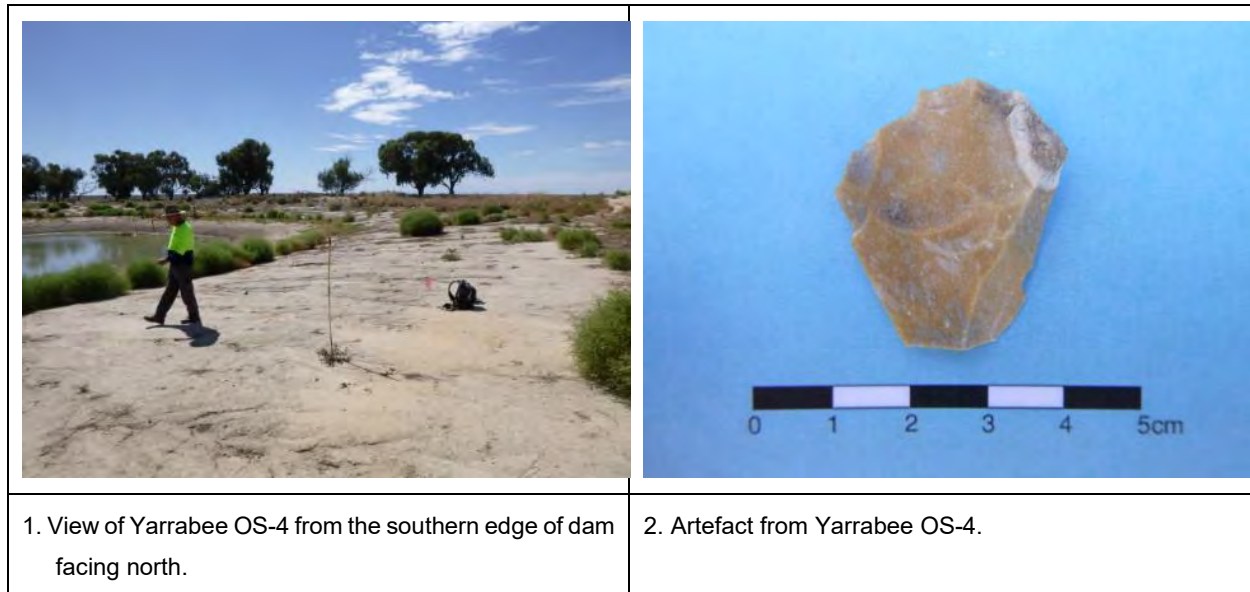 0 1 2 3 4 5cm
1. View of Yarrabee OS-4 from the southern edge of dam
facing north.
2. Artefact from Yarrabee OS-4.